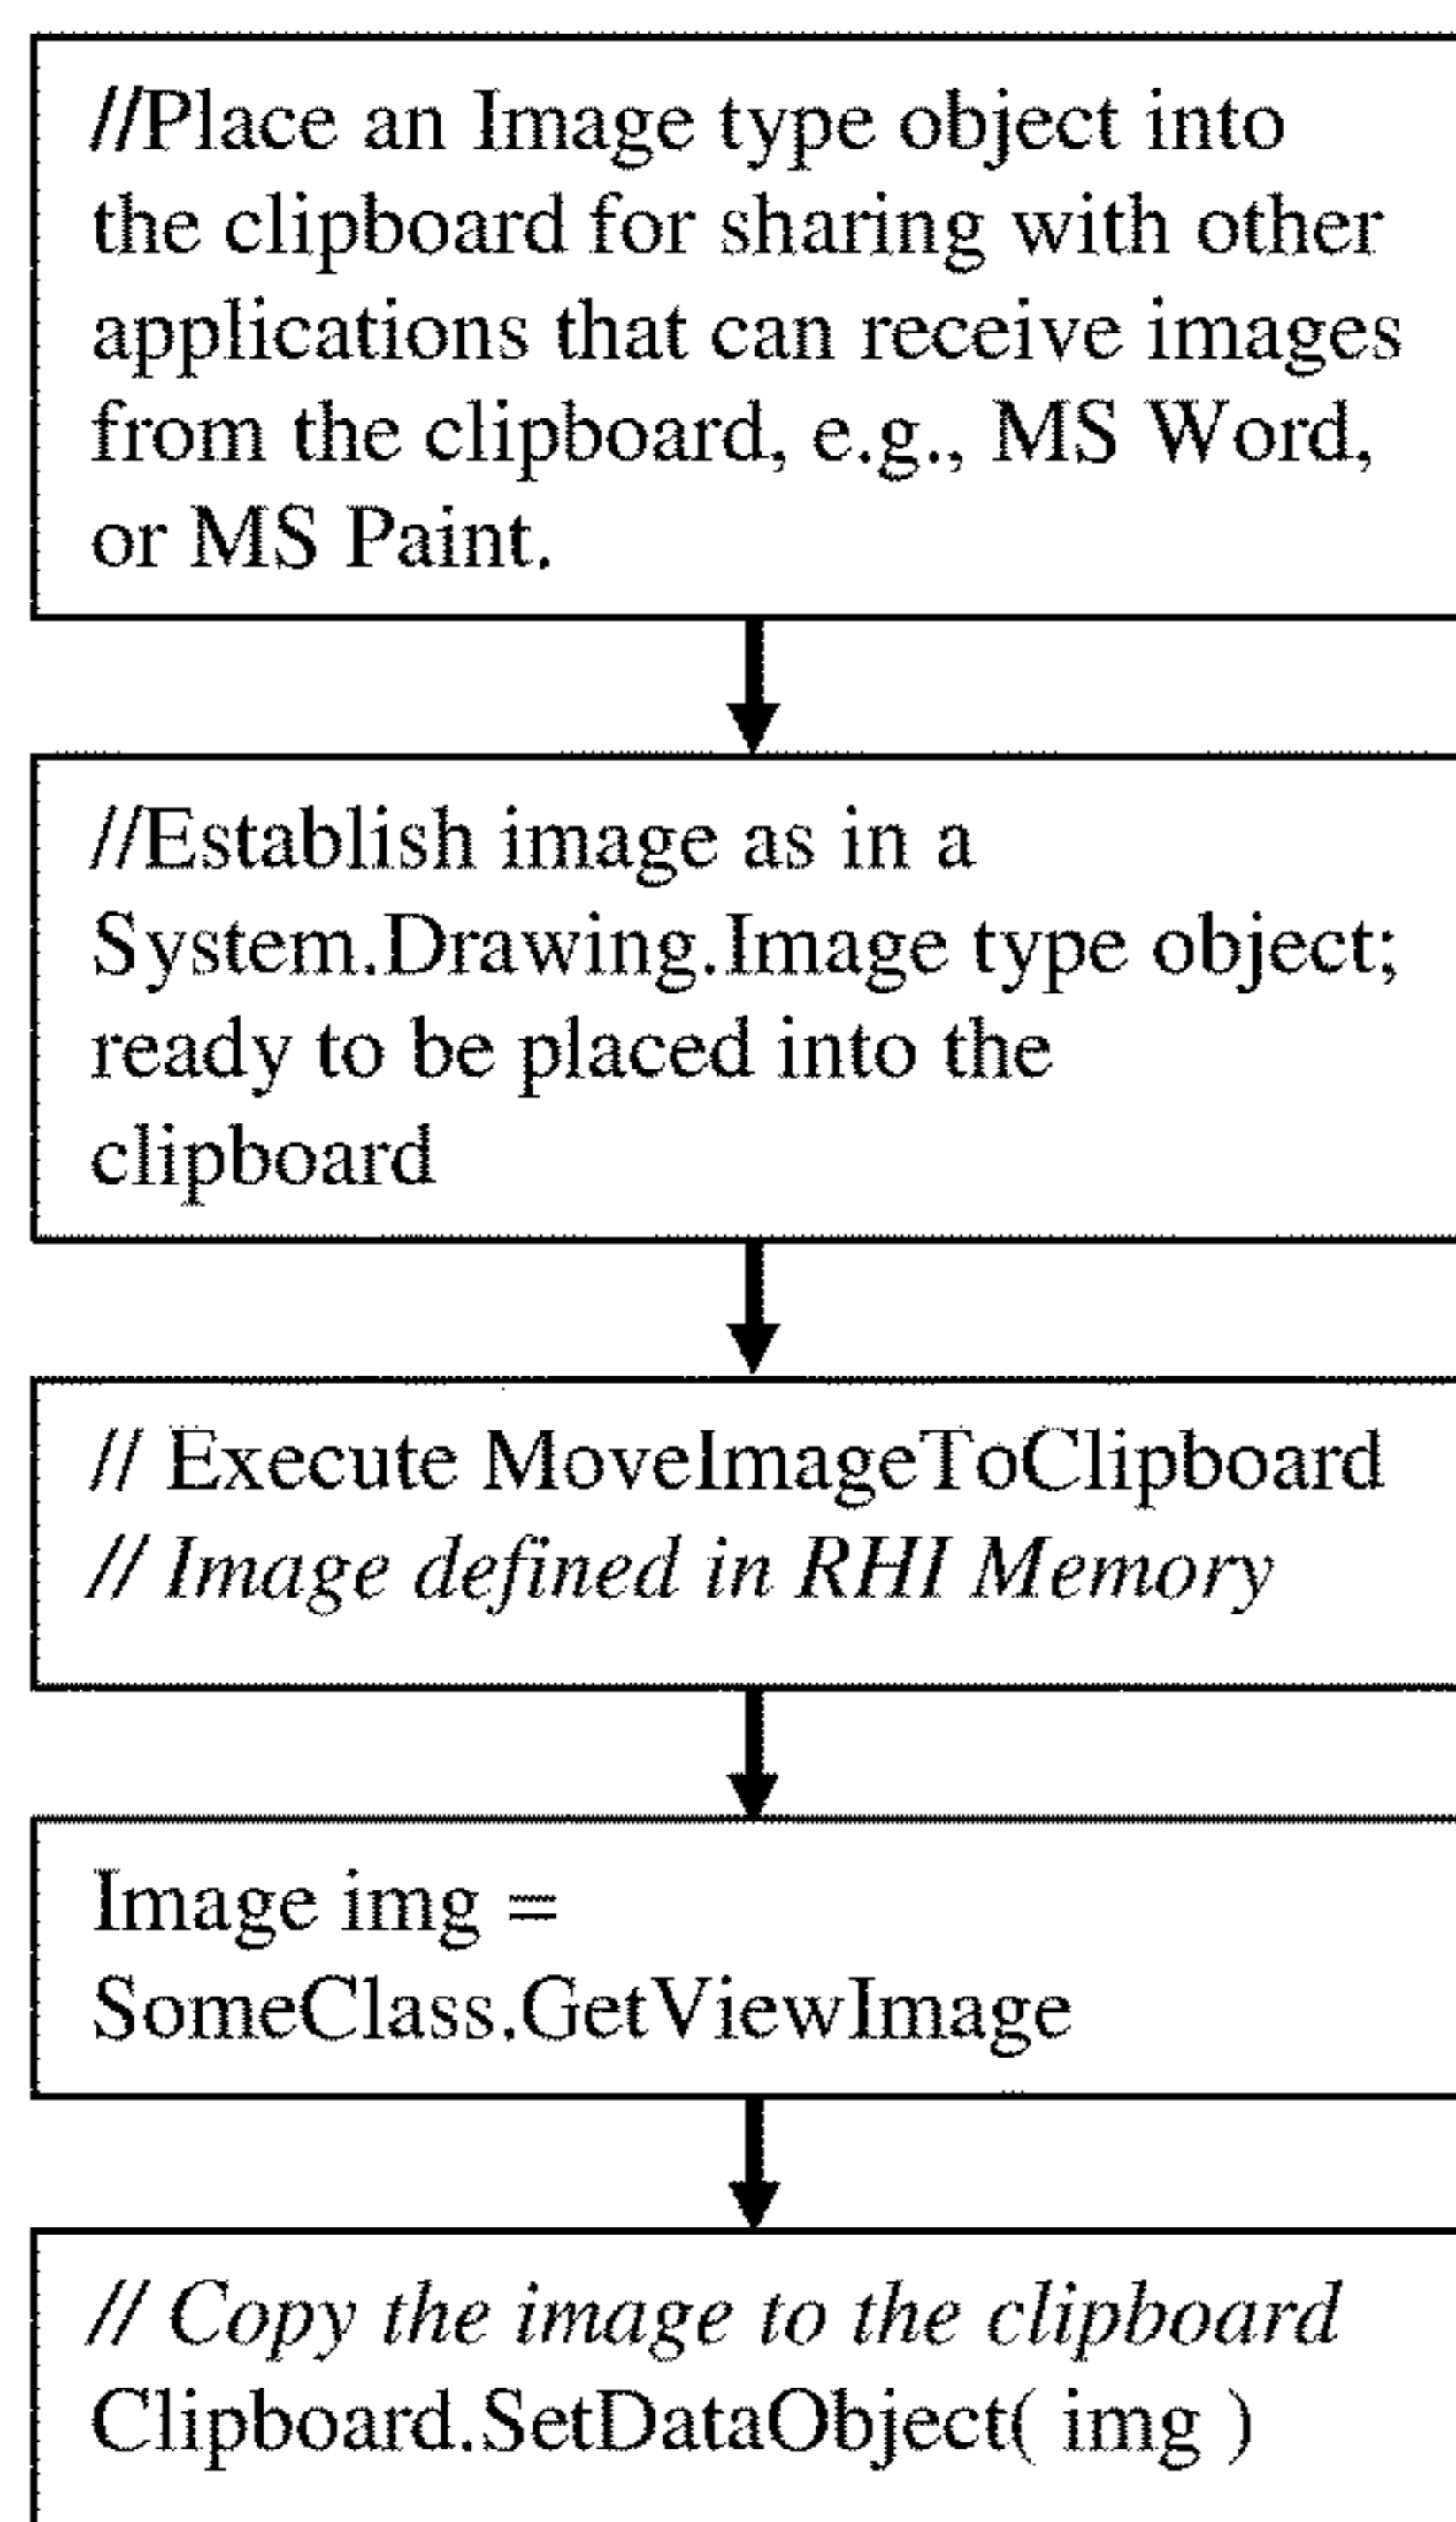 //Place an Image type object into
the clipboard for sharing with other
applications that can receive images
from the clipboard, e.g., MS Word,
or MS Paint.
//Establish image as in a
System.Drawing.Image type object;
ready to be placed into the
clipboard
// Execute MoveImageToClipboard
// Image defined in RHI Memory
Image img =
SomeClass.GetViewImage
// Copy the image to the clipboard
Clipboard.SetDataObject( img )